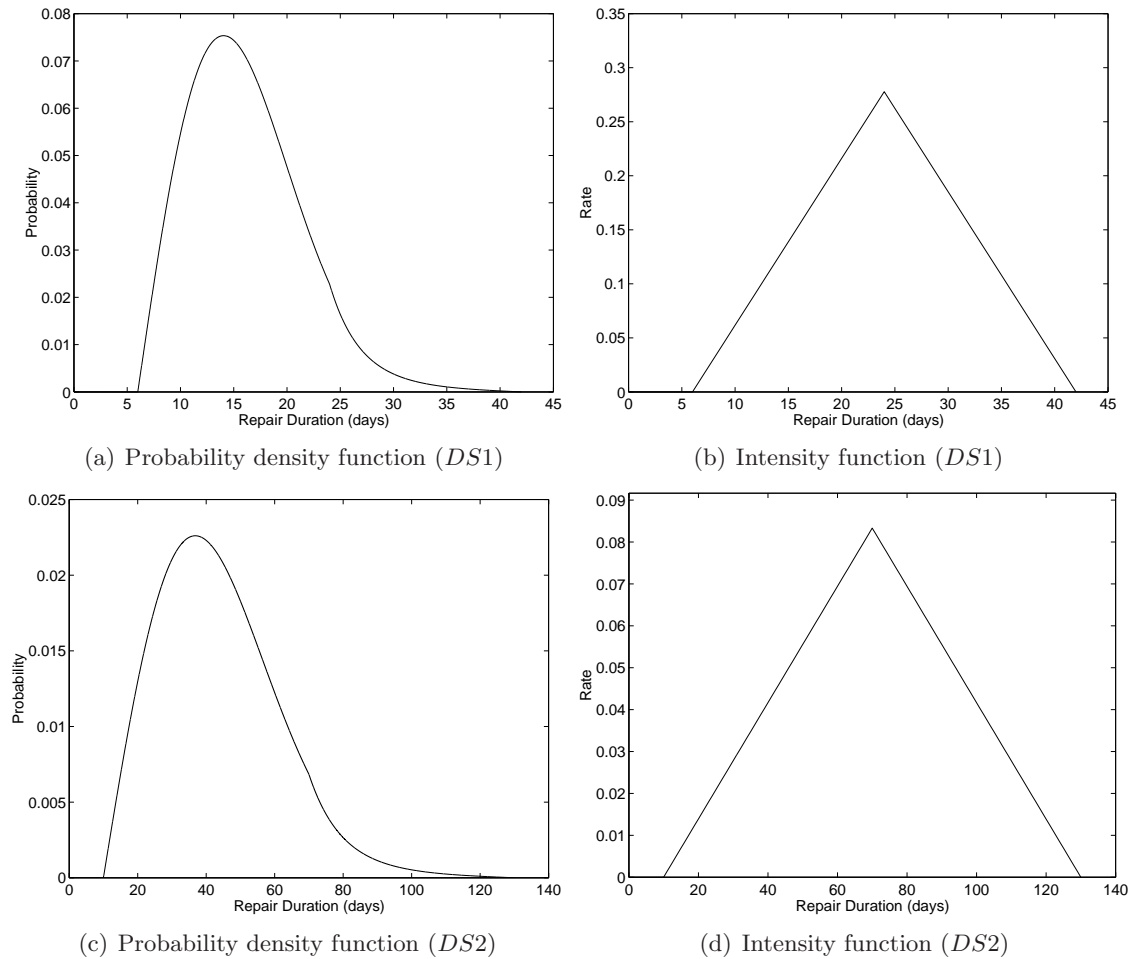 0.08
0.07
0.06
0.05
0.04
0.03
0.02
0.01
0
Probability
0 5 10 15 20 25 30 35 40 45
Repair Duration (days)
(a) Probability density function (DS1)
0.35
0.3
0.25
0.2
0.15
0.1
0.05
0
Rate
0 5 10 15 20 25 30 35 40 45
Repair Duration (days)
(b) Intensity function (DS1)
0.025
0.02
0.015
0.01
0.005
0
Probability
0 20 40 60 80 100 120 140
Repair Duration (days)
(c) Probability density function (DS2)
0.09
0.08
0.07
0.06
0.05
0.04
0.03
0.02
0.01
0
Rate
0 20 40 60 80 100 120 140
Repair Duration (days)
(d) Intensity function (DS2)